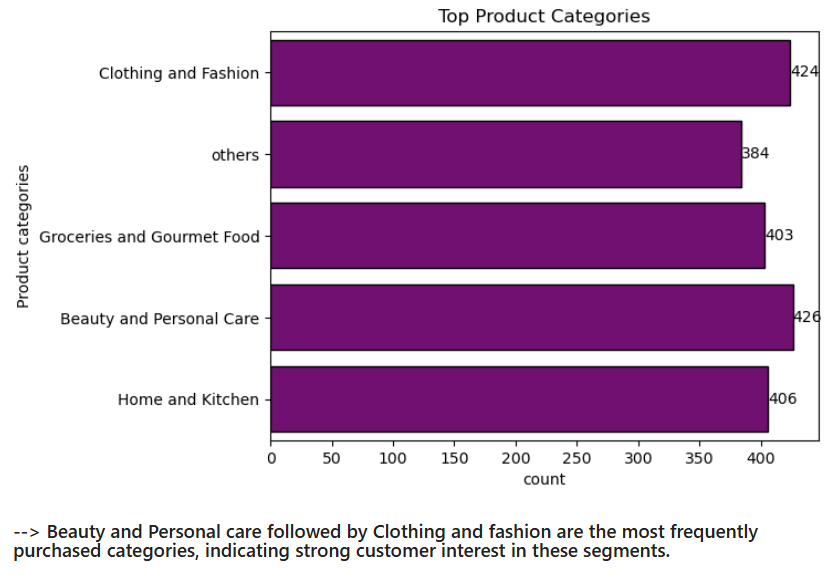 Top Product Categories
Product categories
Clothing and Fashion
424
others
384
Groceries and Gourmet Food
403
Beauty and Personal Care
426
Home and Kitchen
406
0 50 100 150 200 250 300 350 400
count
--> Beauty and Personal care followed by Clothing and fashion are the most frequently
purchased categories, indicating strong customer interest in these segments.